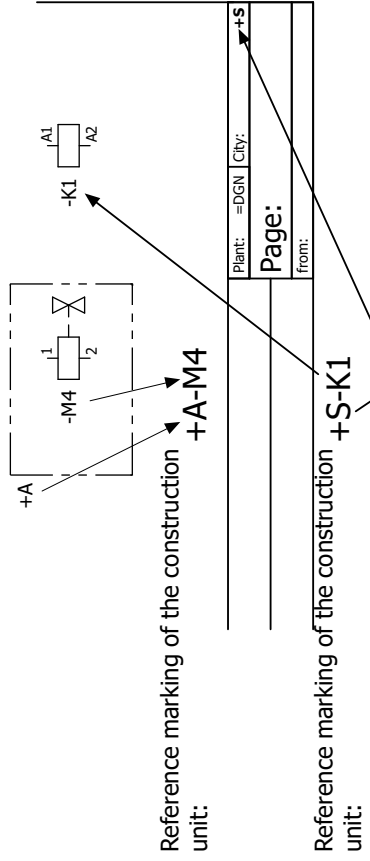 +A
-M4
1
2
-K1
A1
A2
Reference marking of the construction
unit:
+A-M4
Plant: =DGN City: +S
Page:
from:
Reference marking of the construction
unit:
+S-K1